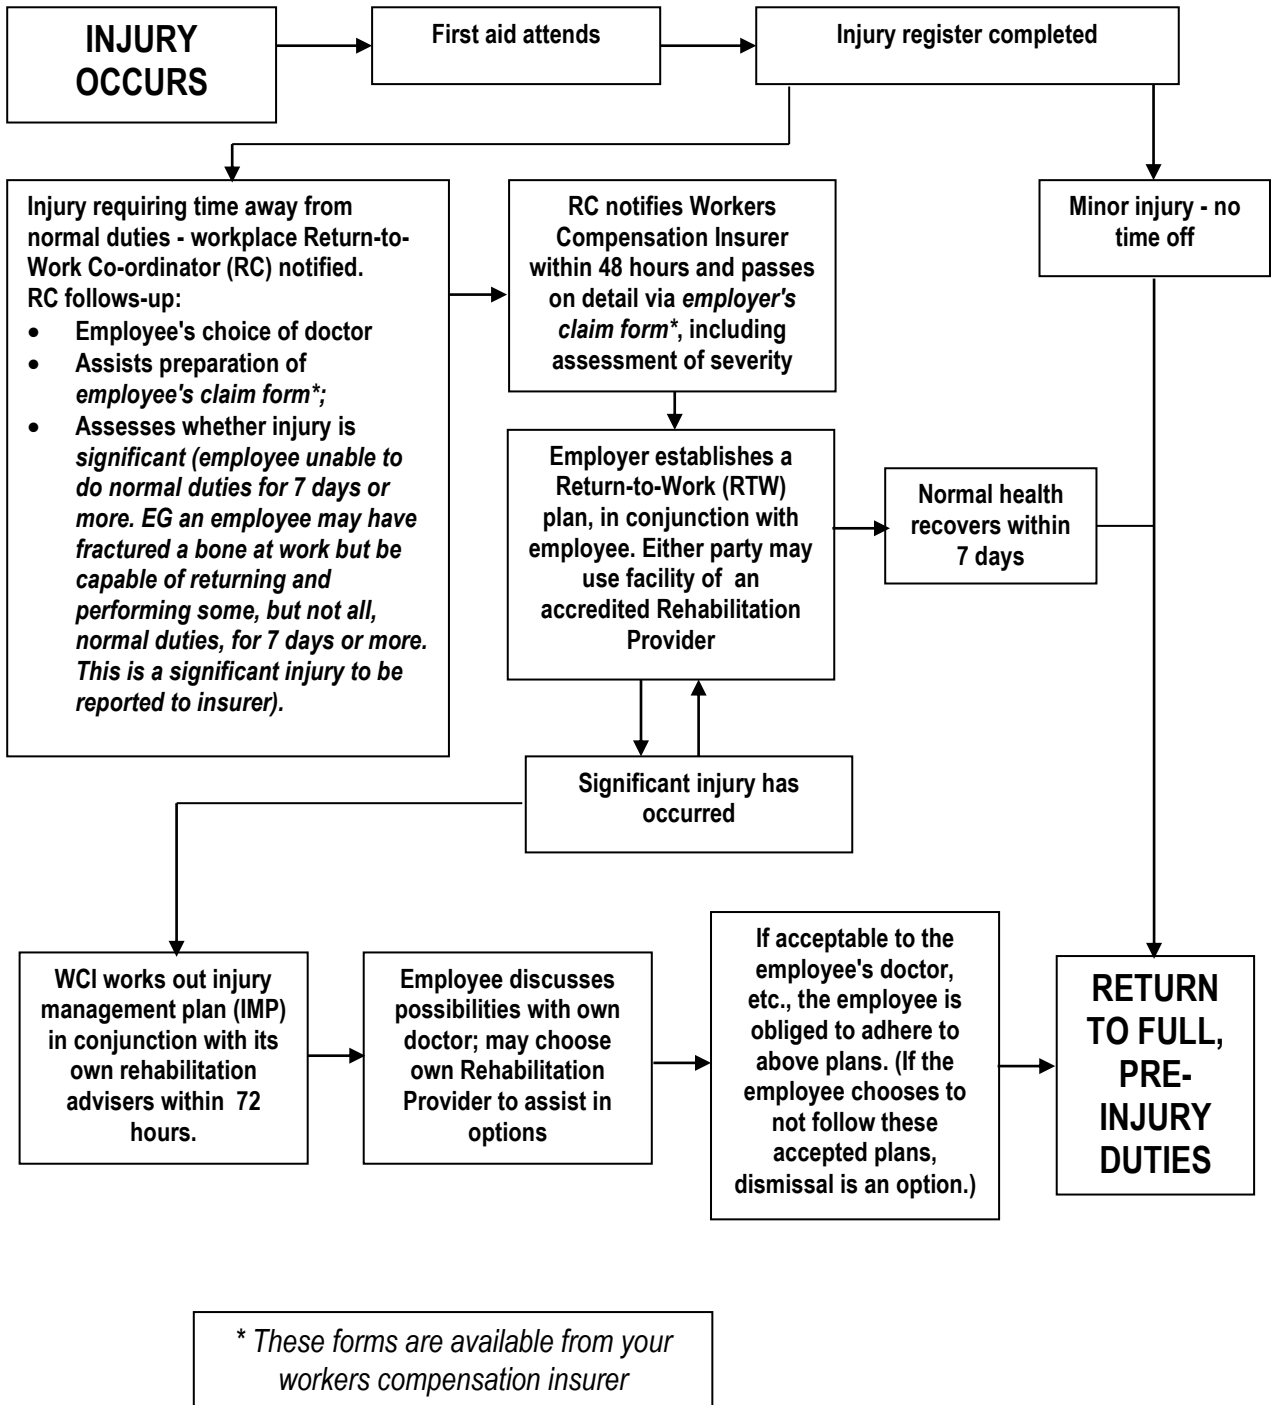 INJURY
OCCURS
First aid attends
Injury register completed
Injury requiring time away from
normal duties - workplace Return-to-
Work Co-ordinator (RC) notified.
RC follows-up:
• Employee's choice of doctor
• Assists preparation of
employee's claim form*;
• Assesses whether injury is
significant (employee unable to
do normal duties for 7 days or
more. EG an employee may have
fractured a bone at work but be
capable of returning and
performing some, but not all,
normal duties, for 7 days or more.
This is a significant injury to be
reported to insurer).
RC notifies Workers
Compensation Insurer
within 48 hours and passes
on detail via employer's
claim form*, including
assessment of severity
Minor injury - no
time off
Employer establishes a
Return-to-Work (RTW)
plan, in conjunction with
employee. Either party may
use facility of an
accredited Rehabilitation
Provider
Normal health
recovers within
7 days
Significant injury has
occurred
WCI works out injury
management plan (IMP)
in conjunction with its
own rehabilitation
advisers within 72
hours.
Employee discusses
possibilities with own
doctor; may choose
own Rehabilitation
Provider to assist in
options
If acceptable to the
employee's doctor,
etc., the employee is
obliged to adhere to
above plans. (If the
employee chooses to
not follow these
accepted plans,
dismissal is an option.)
RETURN
TO FULL,
PRE-
INJURY
DUTIES
* These forms are available from your
workers compensation insurer